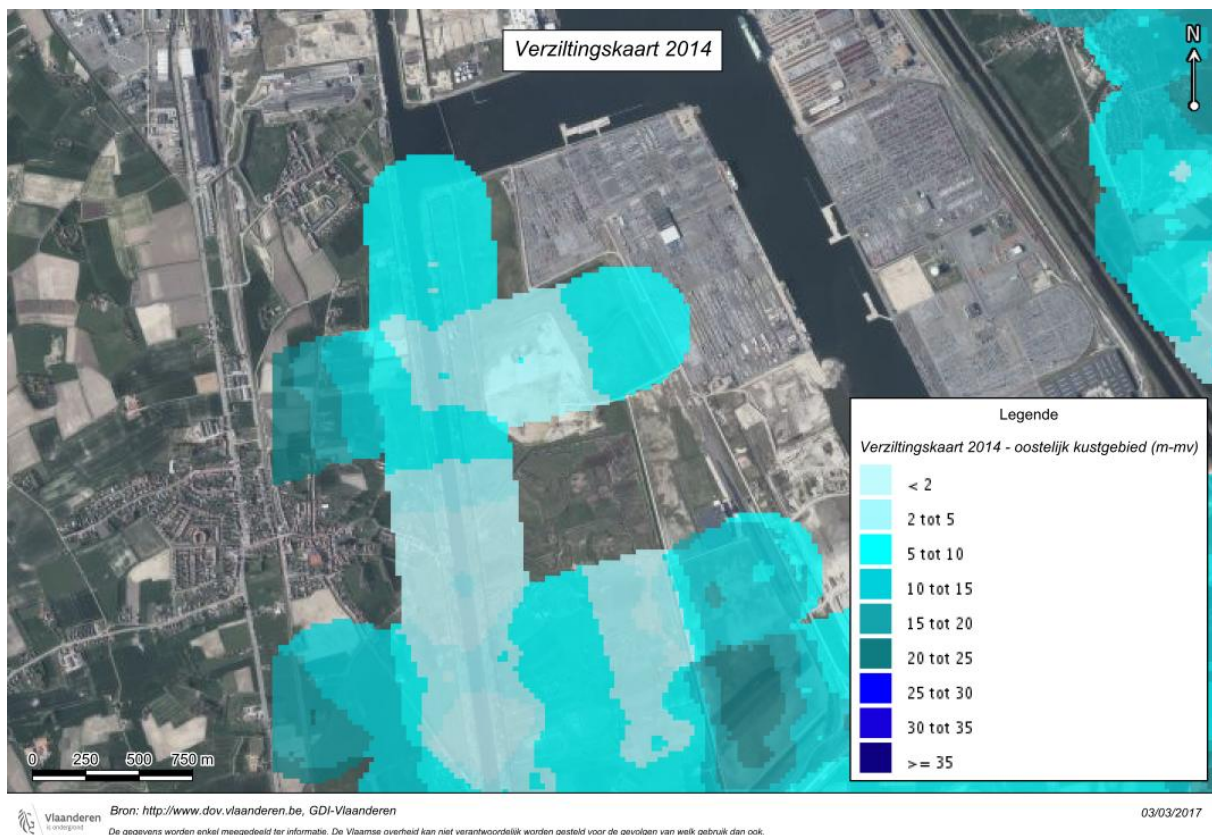 Verziltingskaart 2014
N
Legende
Verziltingskaart 2014 - oostelijk kustgebied (m-mv)
< 2
2 tot 5
5 tot 10
10 tot 15
15 tot 20
20 tot 25
25 tot 30
30 tot 35
>= 35
0 250 500 750 m
Vlaanderen
is ondergrond
Bron: http://www.dov.vlaanderen.be, GDI-Vlaanderen
03/03/2017
De gegevens worden enkel meegedeeld ter informatie. De Vlaamse overheid kan niet verantwoordelijk worden gesteld voor de gevolgen van welk gebruik dan ook.